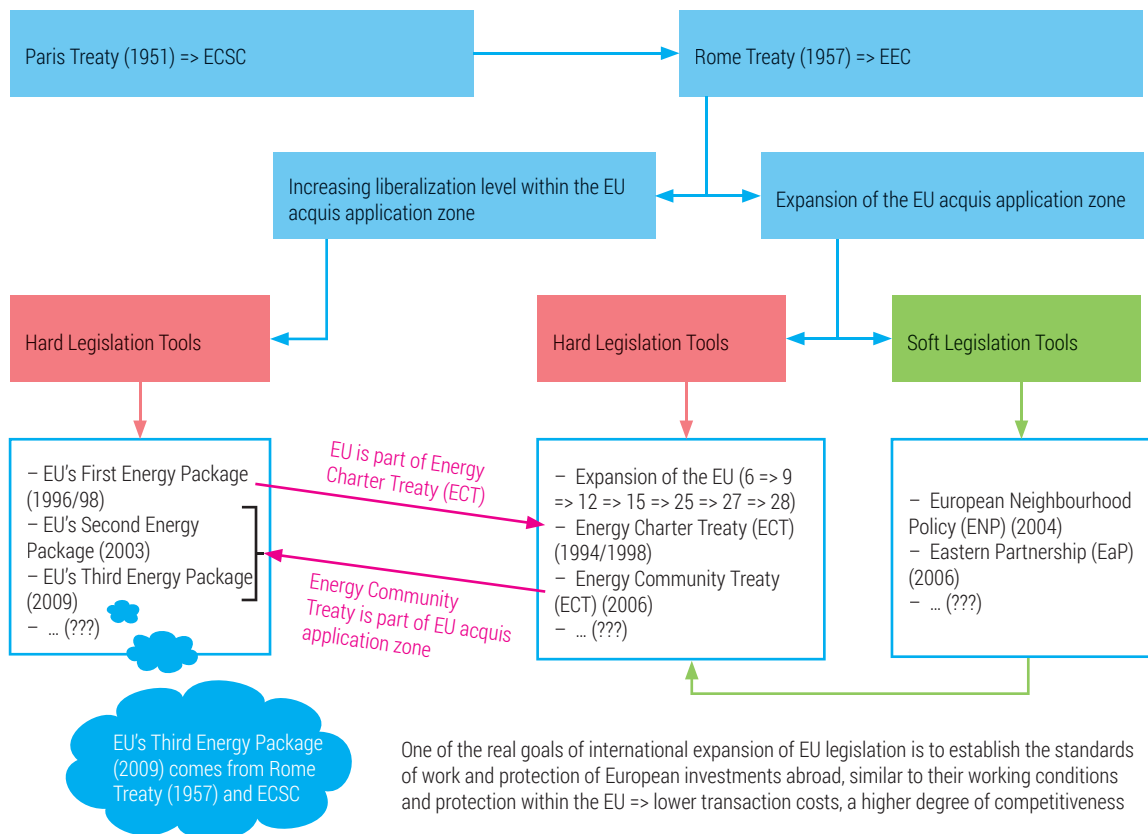 Paris Treaty (1951) => ECSC
Rome Treaty (1957) => EEC
Increasing liberalization level within the EU
acquis application zone
Expansion of the EU acquis application zone
Hard Legislation Tools
Hard Legislation Tools
Soft Legislation Tools
– EU's First Energy Package
(1996/98)
– EU's Second Energy
Package (2003)
– EU's Third Energy Package
(2009)
– ... (???)
EU is part of Energy
Charter Treaty (ECT)
Energy Community
Treaty is part of EU acquis
application zone
– Expansion of the EU (6 => 9
=> 12 => 15 => 25 => 27 => 28)
– Energy Charter Treaty (ECT)
(1994/1998)
– Energy Community Treaty
(ECT) (2006)
– ... (???)
– European Neighbourhood
Policy (ENP) (2004)
– Eastern Partnership (EaP)
(2006)
– ... (???)
EU's Third Energy Package
(2009) comes from Rome
Treaty (1957) and ECSC
One of the real goals of international expansion of EU legislation is to establish the standards
of work and protection of European investments abroad, similar to their working conditions
and protection within the EU => lower transaction costs, a higher degree of competitiveness